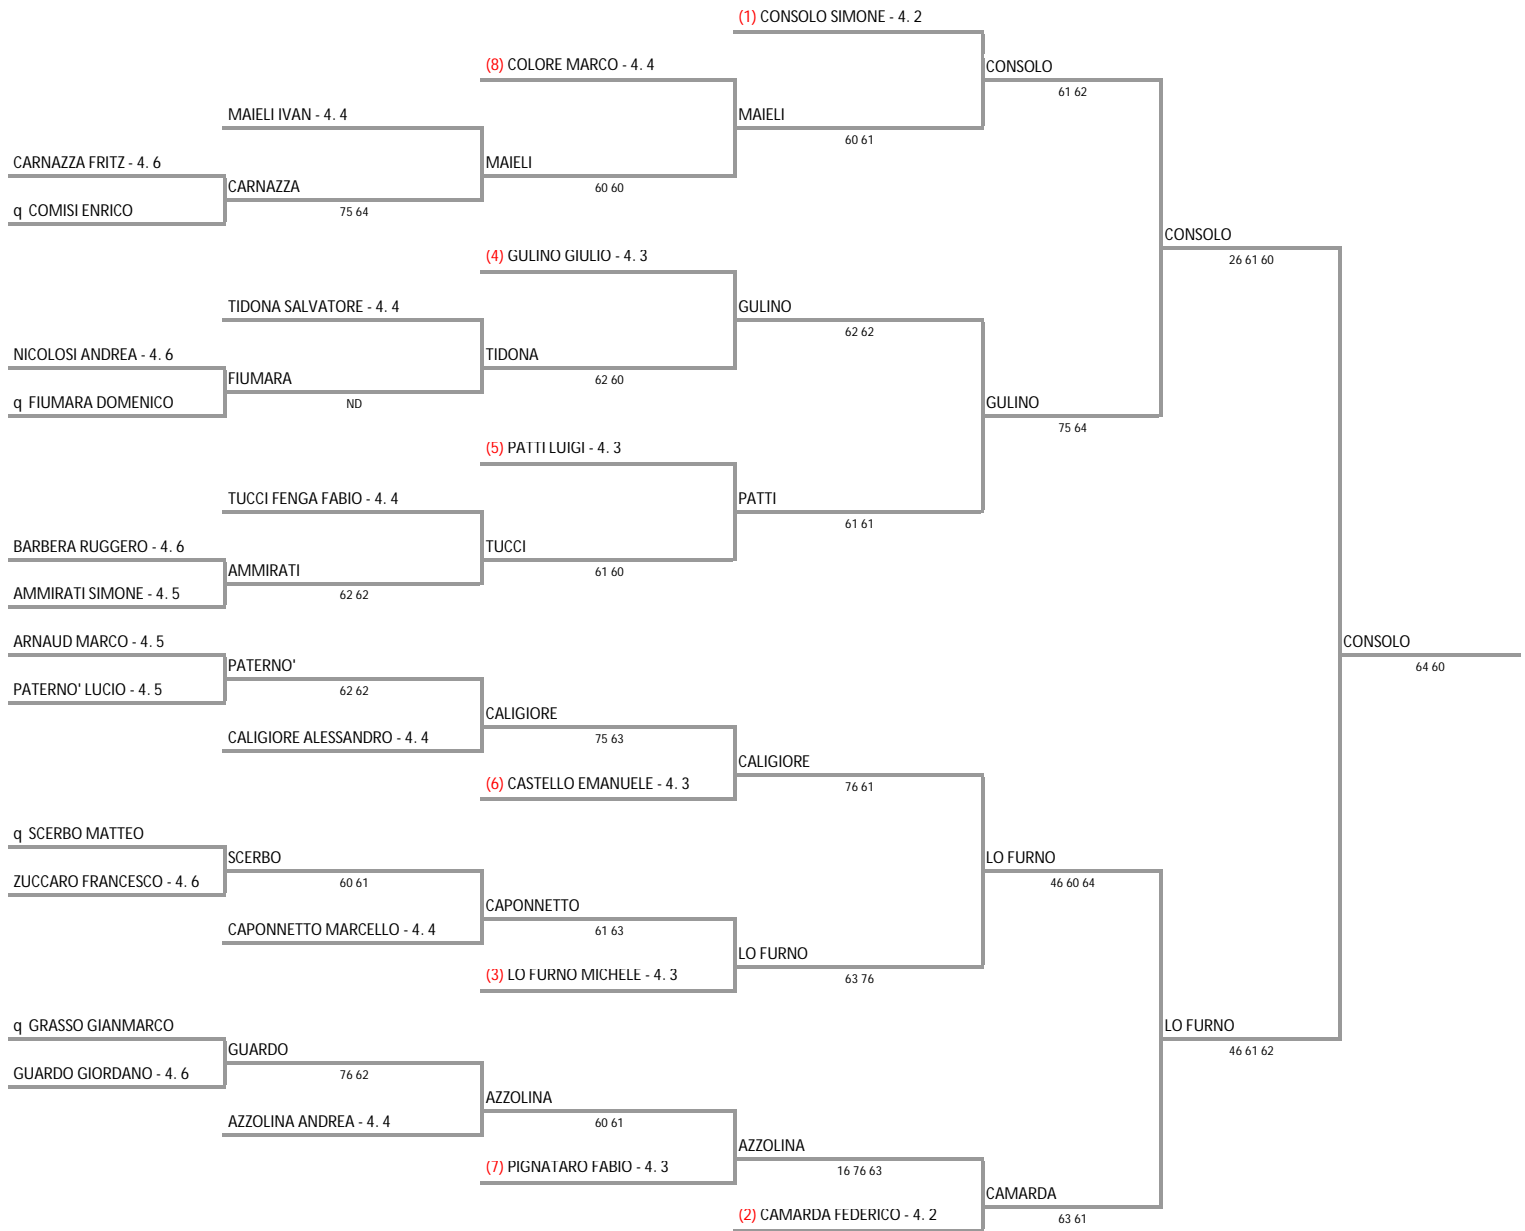 (1) CONSOLO SIMONE - 4. 2
(8) COLORE MARCO - 4. 4
CONSOLO
61 62
MAIELI IVAN - 4. 4
MAIELI
60 61
CARNAZZA FRITZ - 4. 6
MAIELI
60 60
CARNAZZA
75 64
q COMISI ENRICO
CONSOLO
26 61 60
(4) GULINO GIULIO - 4. 3
TIDONA SALVATORE - 4. 4
GULINO
62 62
NICOLOSI ANDREA - 4. 6
TIDONA
62 60
FIUMARA
ND
q FIUMARA DOMENICO
GULINO
75 64
(5) PATTI LUIGI - 4. 3
TUCCI FENGA FABIO - 4. 4
PATTI
61 61
BARBERA RUGGERO - 4. 6
TUCCI
61 60
AMMIRATI
62 62
AMMIRATI SIMONE - 4. 5
ARNAUD MARCO - 4. 5
CONSOLO
64 60
PATERNO'
62 62
PATERNO' LUCIO - 4. 5
CALIGIORE
75 63
CALIGIORE ALESSANDRO - 4. 4
CALIGIORE
76 61
(6) CASTELLO EMANUELE - 4. 3
q SCERBO MATTEO
SCERBO
60 61
LO FURNO
46 60 64
ZUCCARO FRANCESCO - 4. 6
CAPONNETTO
61 63
CAPONNETTO MARCELLO - 4. 4
LO FURNO
63 76
(3) LO FURNO MICHELE - 4. 3
q GRASSO GIANMARCO
LO FURNO
46 61 62
GUARDO
76 62
GUARDO GIORDANO - 4. 6
AZZOLINA
60 61
AZZOLINA ANDREA - 4. 4
AZZOLINA
16 76 63
(7) PIGNATARO FABIO - 4. 3
CAMARDA
63 61
(2) CAMARDA FEDERICO - 4. 2